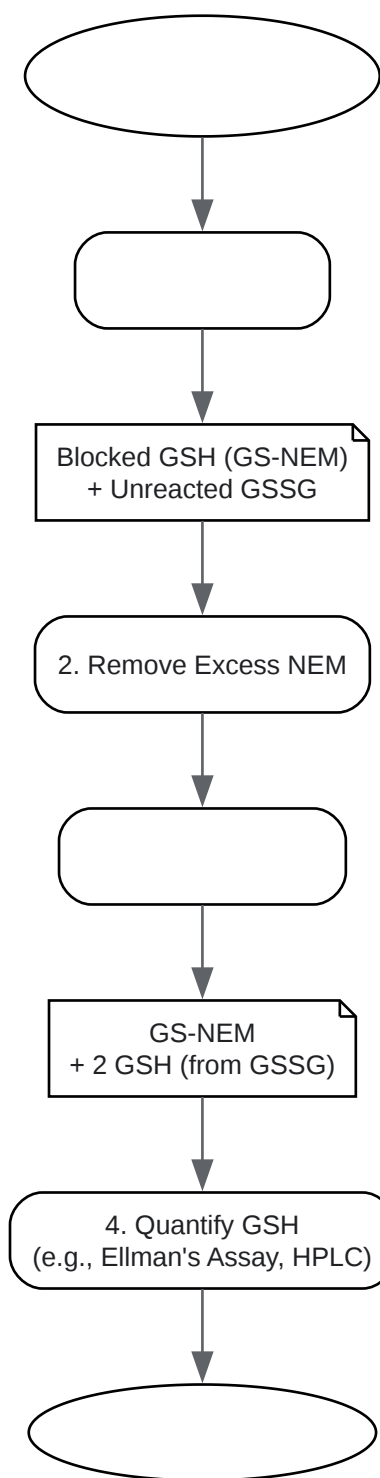 Blocked GSH (GS-NEM)
+ Unreacted GSSG
2. Remove Excess NEM
GS-NEM
+ 2 GSH (from GSSG)
4. Quantify GSH
(e.g., Ellman's Assay, HPLC)